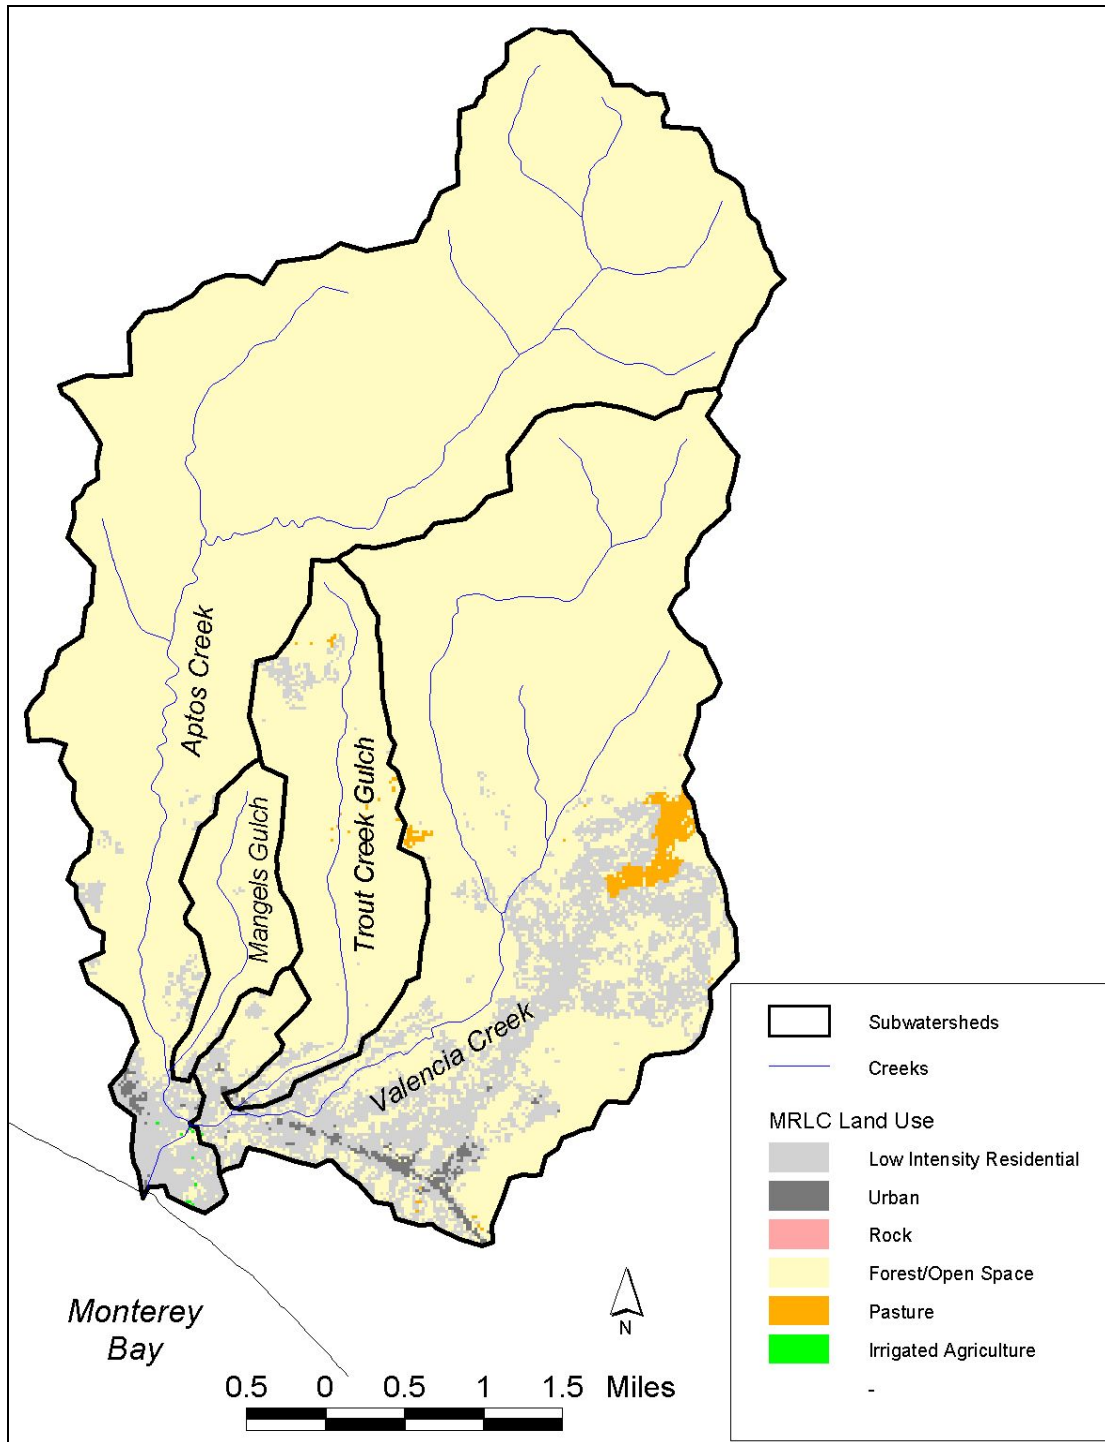 Aptos Creek
Mangels Gulch
Trout Creek Gulch
Valencia Creek
Subwatersheds
Creeks
MRLC Land Use
Low Intensity Residential
Urban
Rock
Forest/Open Space
Pasture
Irrigated Agriculture
-
Monterey
Bay
N
0.5 0 0.5 1 1.5 Miles